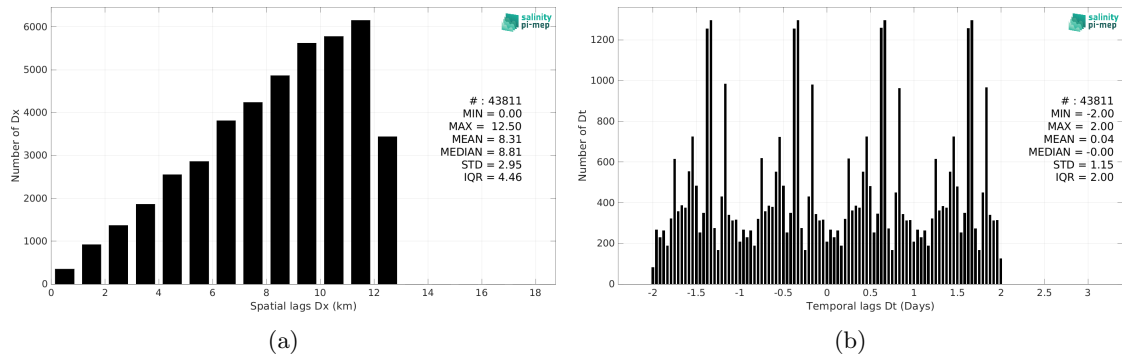 salinity
pi-mep
Number of Dx
6000
5000
4000
3000
2000
1000
0
# : 43811
MIN = 0.00
MAX = 12.50
MEAN = 8.31
MEDIAN = 8.81
STD = 2.95
IQR = 4.46
0 2 4 6 8 10 12 14 16 18
Spatial lags Dx (km)
(a)
salinity
pi-mep
Number of Dt
1200
1000
800
600
400
200
0
# : 43811
MIN = -2.00
MAX = 2.00
MEAN = 0.04
MEDIAN = -0.00
STD = 1.15
IQR = 2.00
-2 -1.5 -1 -0.5 0 0.5 1 1.5 2 2.5 3
Temporal lags Dt (Days)
(b)